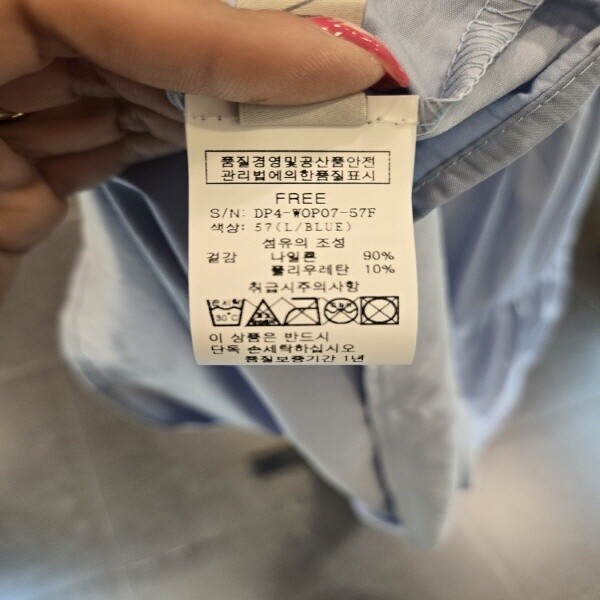 품질경영및공산품안전
관리법에의한품질표시
FREE
S/N: DP4-WOP07-57F
색상: 57(L/BLUE)
섬유의 조성
겉감 나일론 90%
폴리우레탄 10%
취급시주의사항
30°C
이 상품은 반드시
단독 손세탁하십시오
품질보증기간 1년